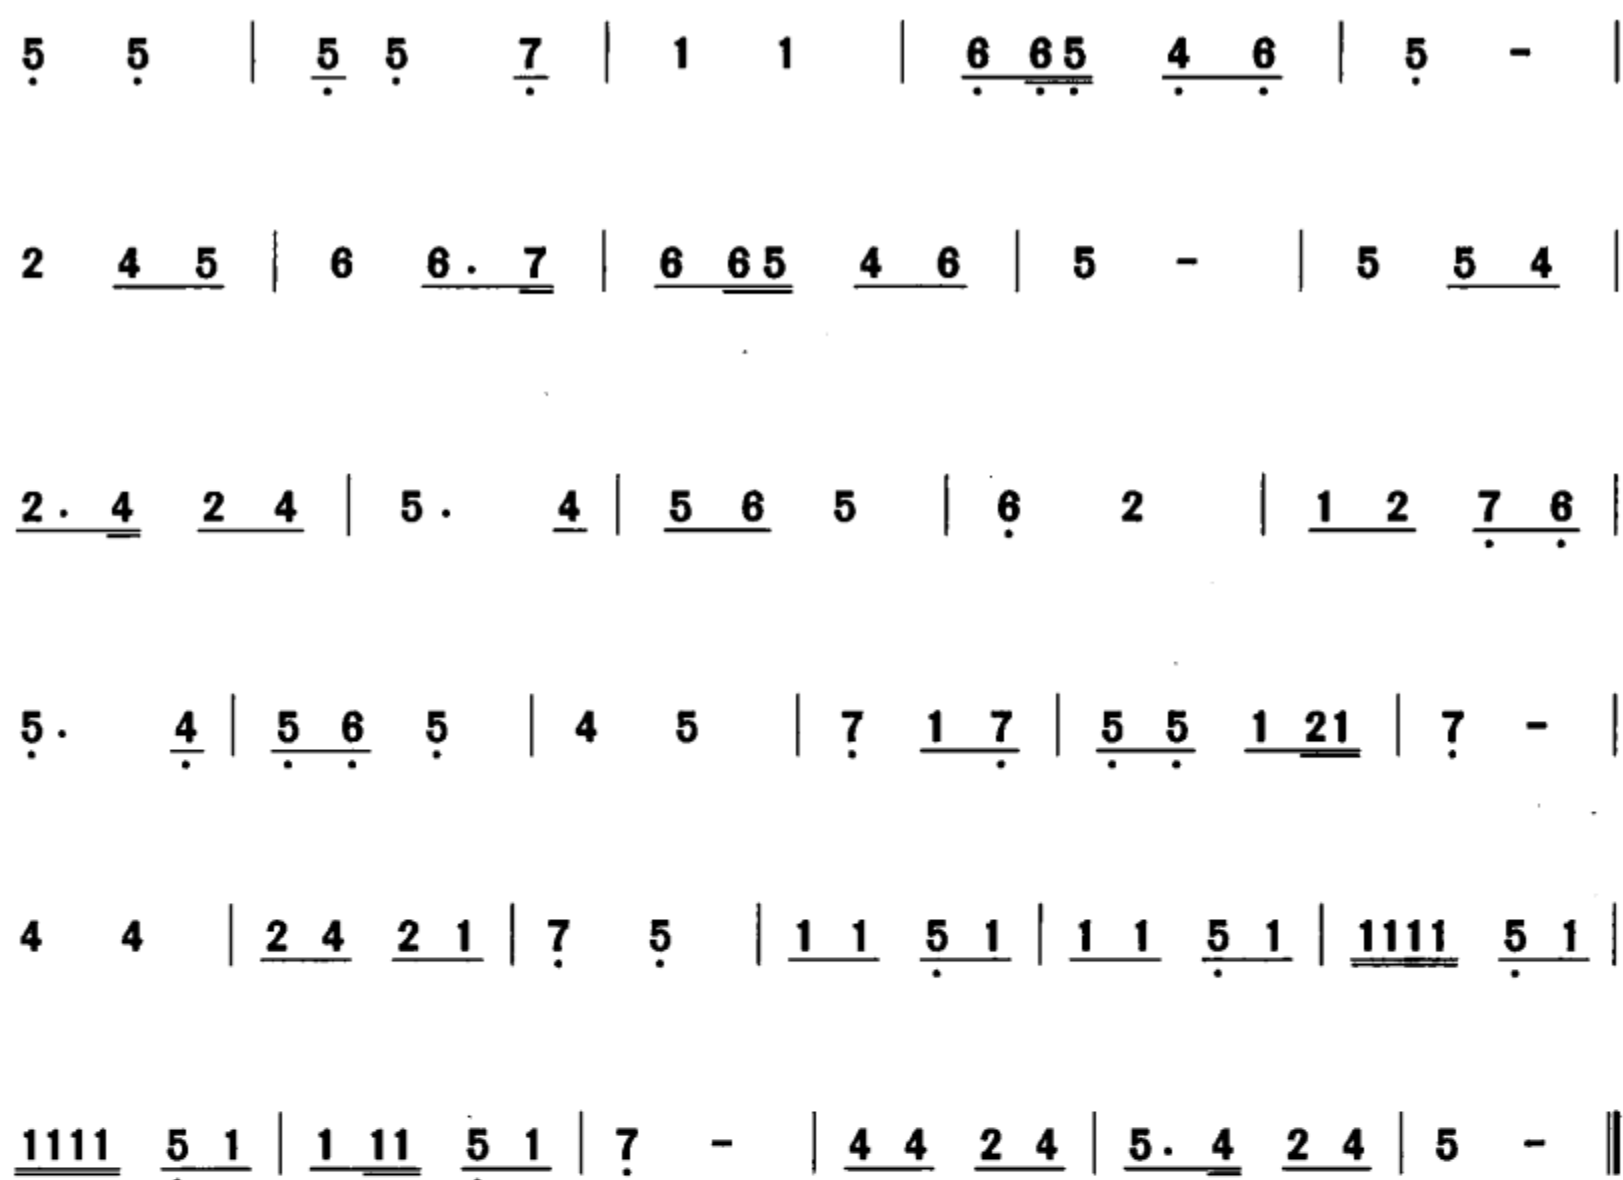 5̣ 5̣ | 5̣ 5̣ 7̣ | 1 1 | 6̣ 6̣5̣ 4̣ 6̣ | 5̣ - |
2 4 5 | 6 6. 7 | 6 65 4 6 | 5 - | 5 5 4 |
2. 4 2 4 | 5. 4 | 5 6 5 | 6̣ 2 | 1 2 7̣ 6̣ |
5̣. 4̣ | 5̣ 6̣ 5̣ | 4 5 | 7̣ 1 7̣ | 5̣ 5̣ 1 21 | 7̣ - |
4 4 | 2 4 2 1 | 7̣ 5̣ | 1 1 5̣ 1 | 1 1 5̣ 1 | 1111 5̣ 1 |
1111 5̣ 1 | 1 11 5̣ 1 | 7̣ - | 4 4 2 4 | 5. 4 2 4 | 5 - ‖